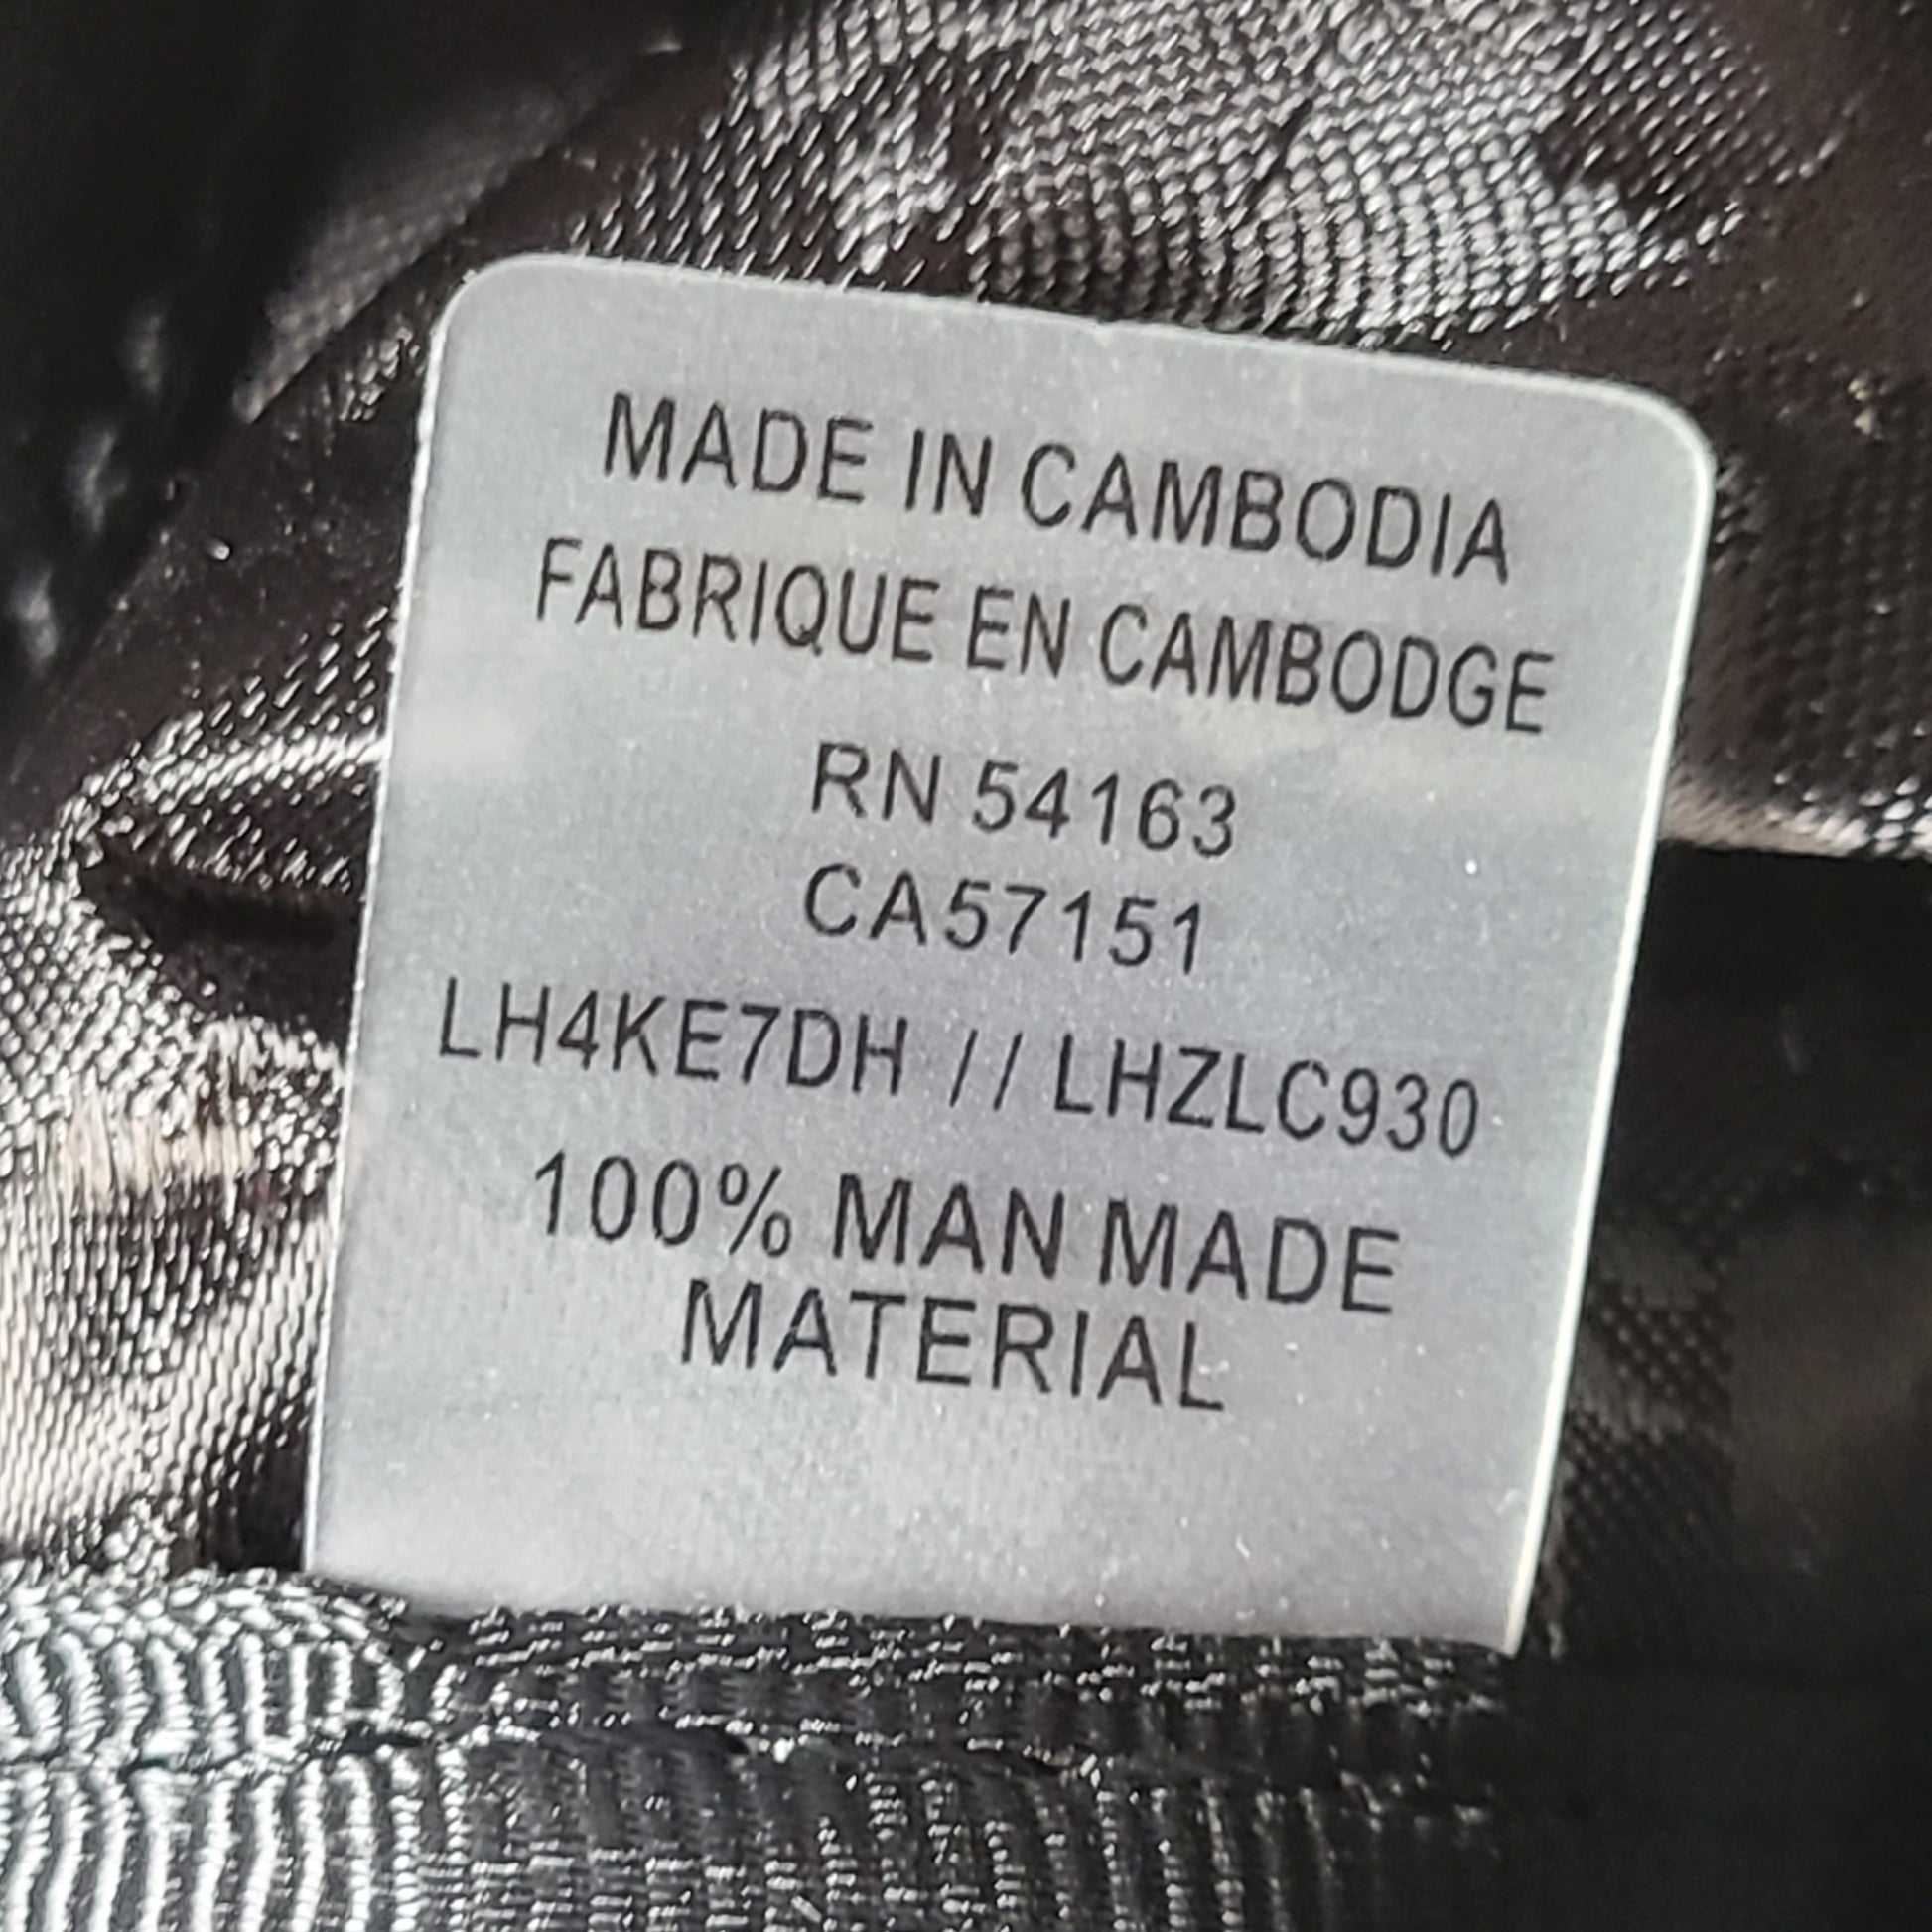 MADE IN CAMBODIA
FABRIQUE EN CAMBODGE
RN 54163
CA57151
LH4KE7DH // LHZLC930
100% MAN MADE
MATERIAL